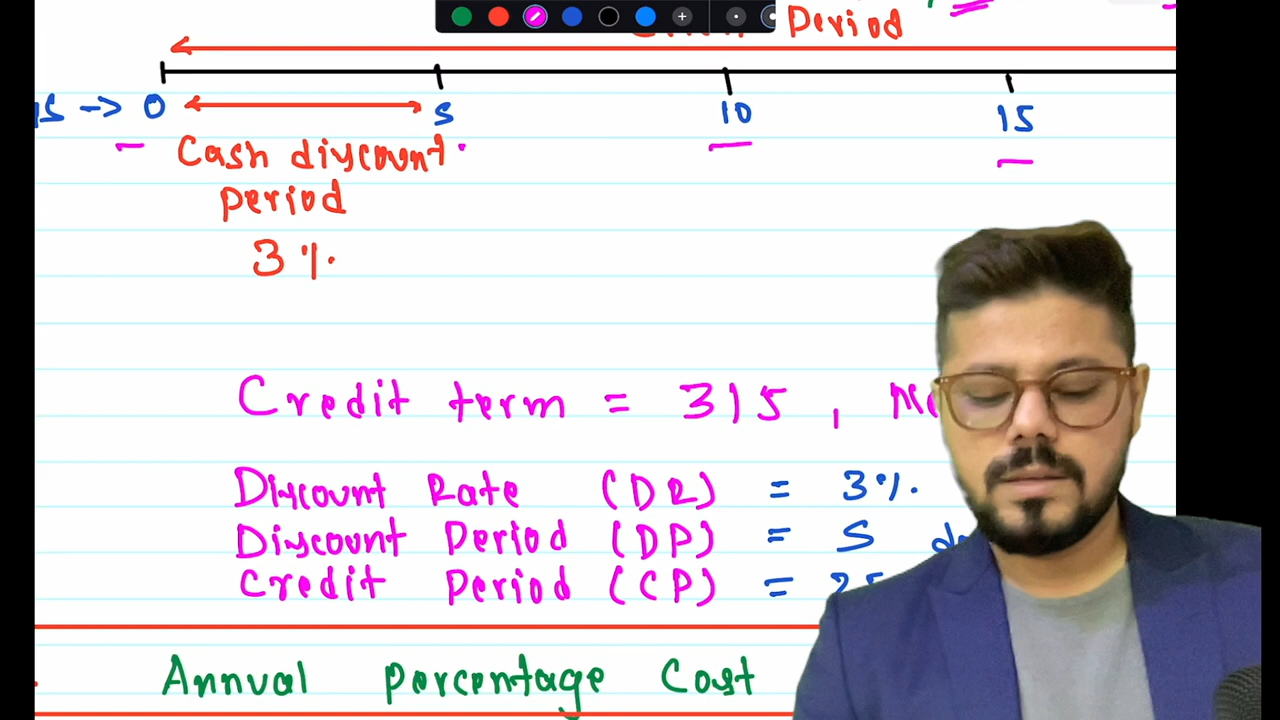 Period
0 5 10 15
Cash discount
period
3%
Credit term = 3/5 ,
Discount Rate (DR) = 3%.
Discount Period (DP) = 5
Credit Period (CP) = 25
Annual percentage Cost